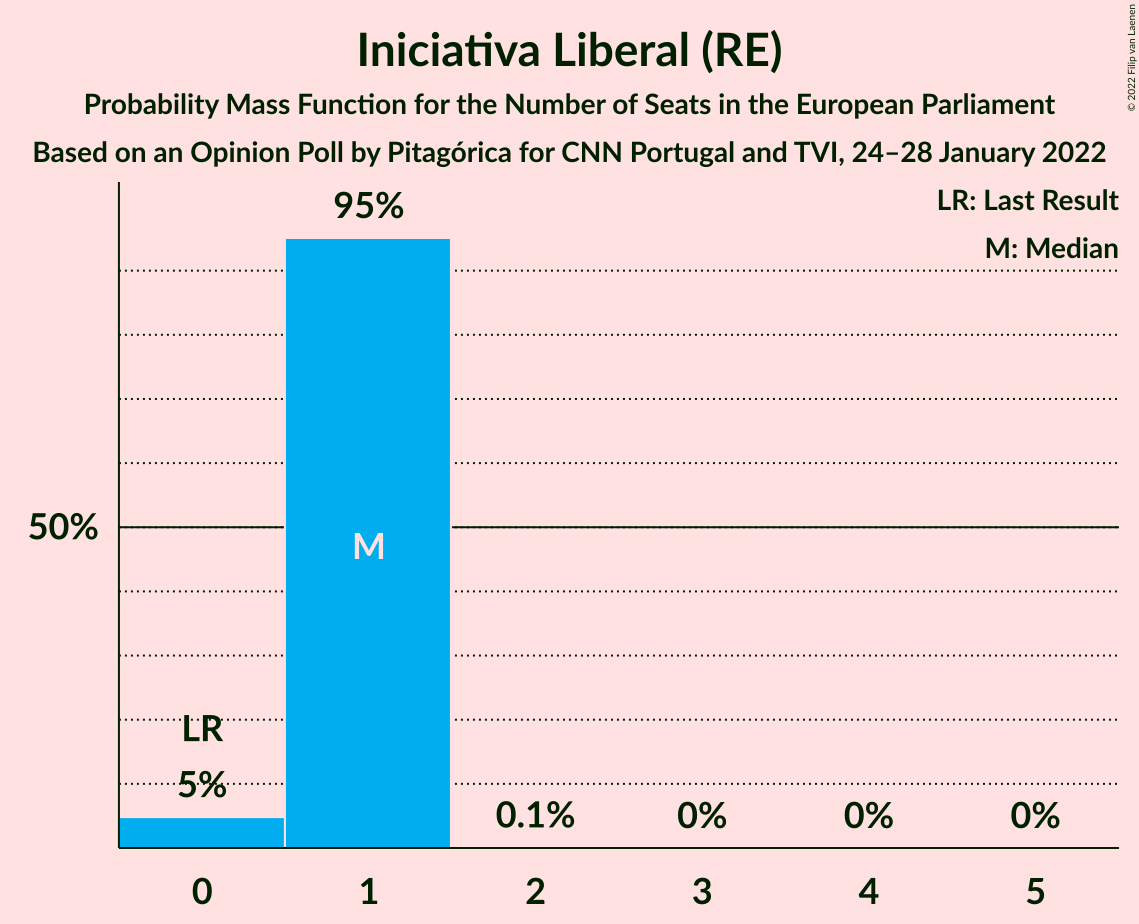 Iniciativa Liberal (RE)
Probability Mass Function for the Number of Seats in the European Parliament
Based on an Opinion Poll by Pitagórica for CNN Portugal and TVI, 24–28 January 2022
© 2022 Filip van Laenen
LR: Last Result
M: Median
95%
50%
M
LR
5%
0.1%
0%
0%
0%
0 1 2 3 4 5